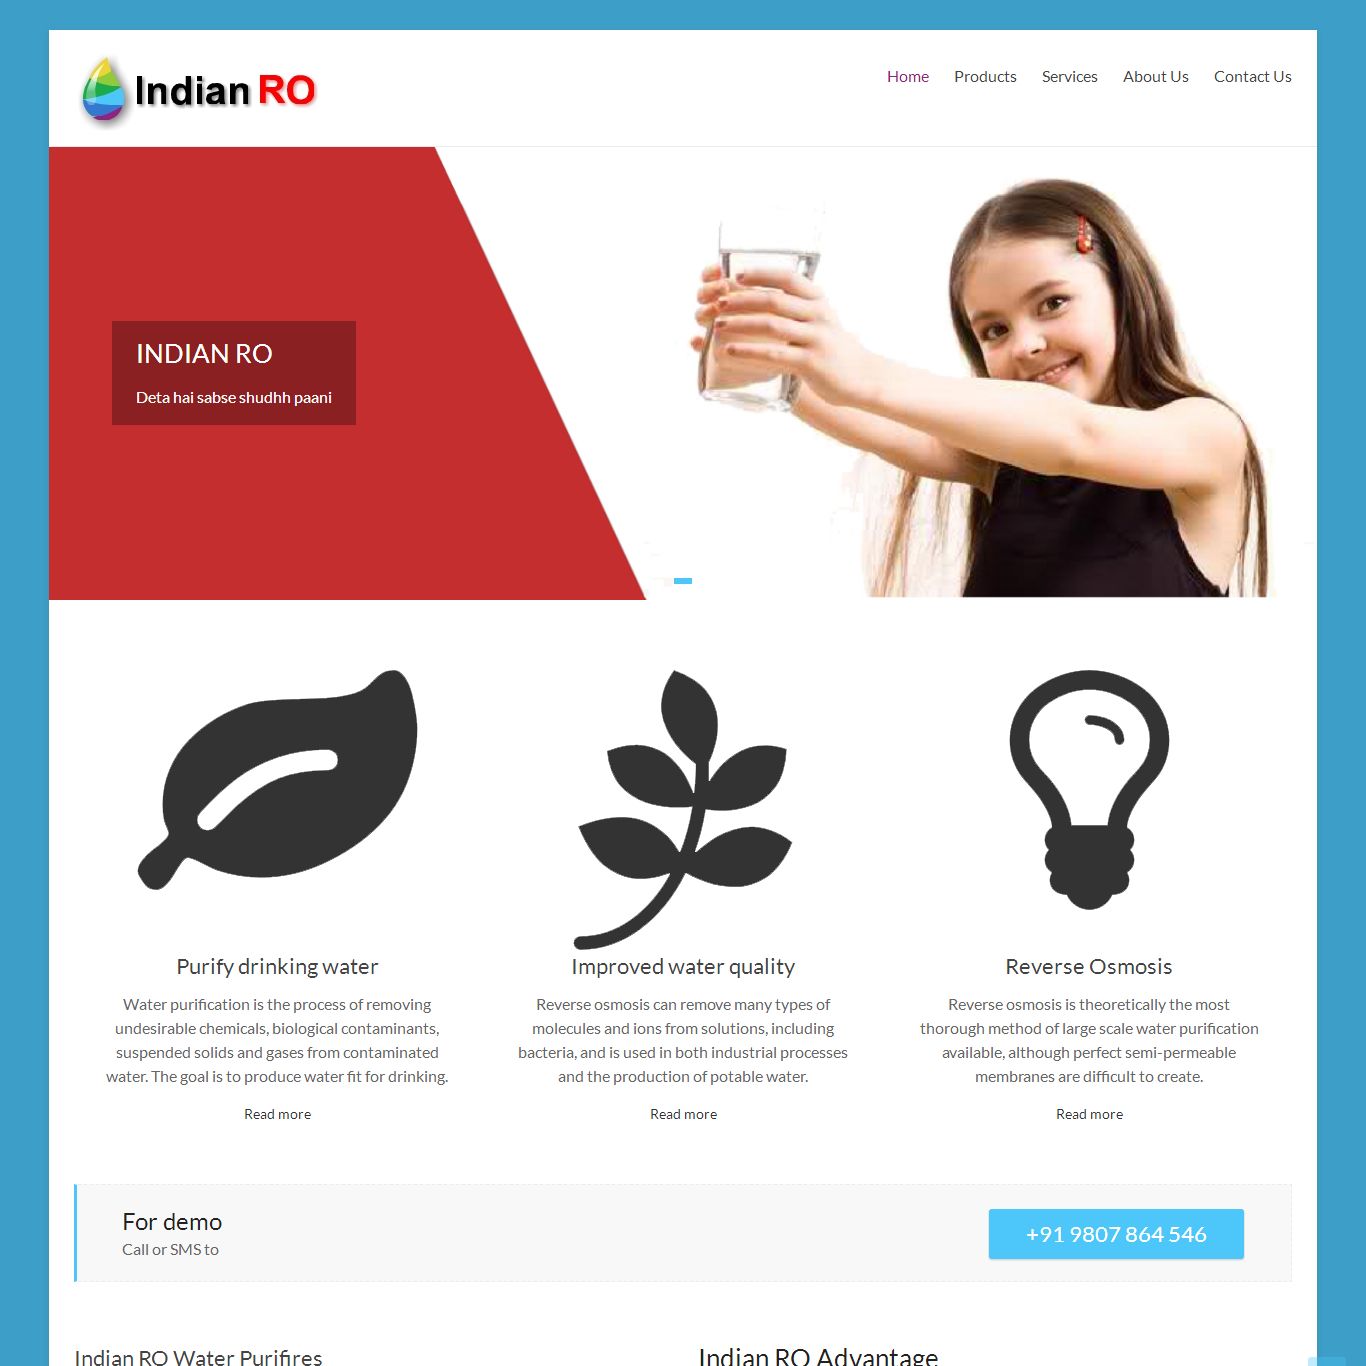 Indian RO
Home Products Services About Us Contact Us
INDIAN RO
Deta hai sabse shudhh paani
Purify drinking water
Water purification is the process of removing
undesirable chemicals, biological contaminants,
suspended solids and gases from contaminated
water. The goal is to produce water fit for drinking.
Read more
Improved water quality
Reverse osmosis can remove many types of
molecules and ions from solutions, including
bacteria, and is used in both industrial processes
and the production of potable water.
Read more
Reverse Osmosis
Reverse osmosis is theoretically the most
thorough method of large scale water purification
available, although perfect semi-permeable
membranes are difficult to create.
Read more
For demo
Call or SMS to
+91 9807 864 546
Indian RO Water Purifires
Indian RO Advantage